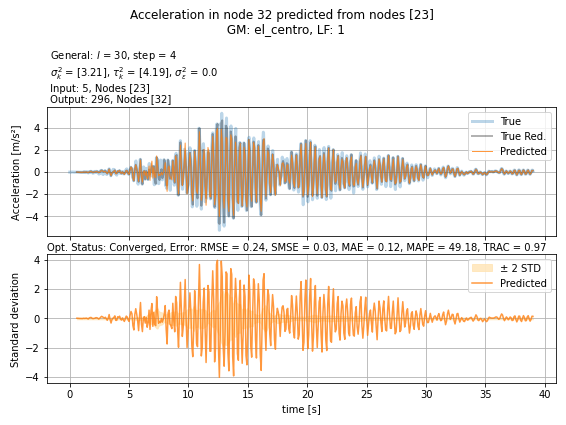 Acceleration in node 32 predicted from nodes [23]
GM: el_centro, LF: 1
General: l = 30, step = 4
σ²ₖ = [3.21], τ²ₖ = [4.19], σ²ε = 0.0
Input: 5, Nodes [23]
Output: 296, Nodes [32]
Acceleration [m/s²]
4
2
0
−2
−4
True
True Red.
Predicted
Opt. Status: Converged, Error: RMSE = 0.24, SMSE = 0.03, MAE = 0.12, MAPE = 49.18, TRAC = 0.97
Standard deviation
4
2
0
−2
−4
± 2 STD
Predicted
0 5 10 15 20 25 30 35 40
time [s]